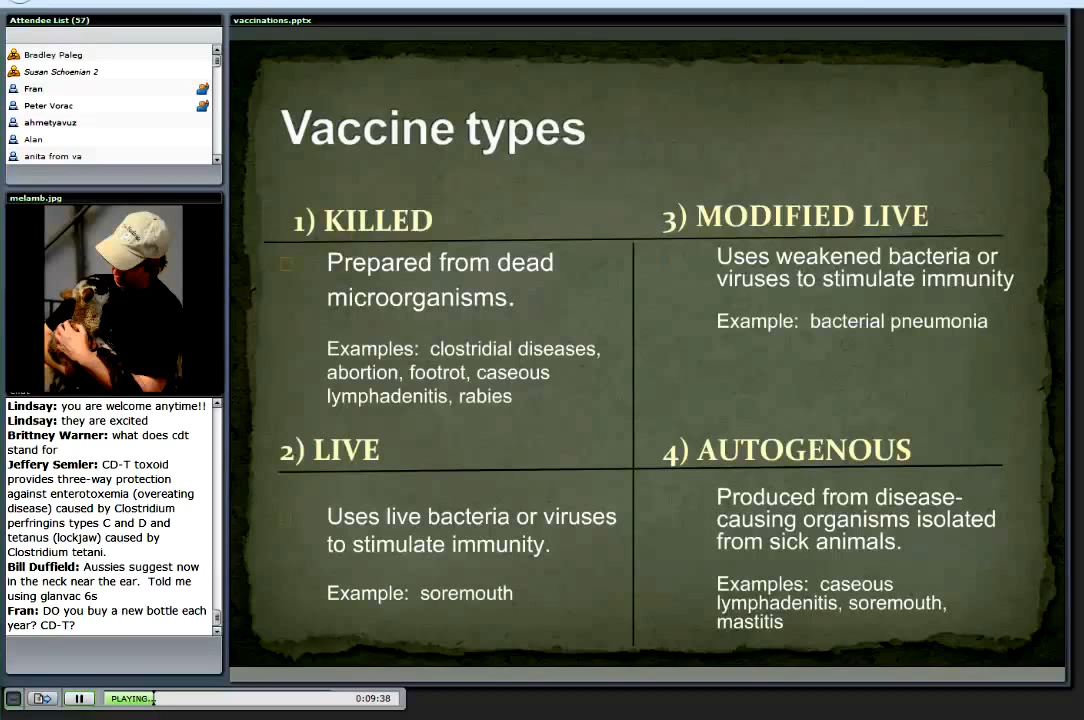 Attendee List (57)
Bradley Paleg
Susan Schoenian 2
Fran
Peter Vorac
ahmetyavuz
Alan
anita from va
melamb.jpg
Lindsay: you are welcome anytime!!
Lindsay: they are excited
Brittney Warner: what does cdt
stand for
Jeffery Semler: CD-T toxoid
provides three-way protection
against enterotoxemia (overeating
disease) caused by Clostridium
perfringins types C and D and
tetanus (lockjaw) caused by
Clostridium tetani.
Bill Duffield: Aussies suggest now
in the neck near the ear. Told me
using glanvac 6s
Fran: DO you buy a new bottle each
year? CD-T?
vaccinations.pptx
Vaccine types
1) KILLED
Prepared from dead
microorganisms.
Examples: clostridial diseases,
abortion, footrot, caseous
lymphadenitis, rabies
2) LIVE
Uses live bacteria or viruses
to stimulate immunity.
Example: soremouth
3) MODIFIED LIVE
Uses weakened bacteria or
viruses to stimulate immunity
Example: bacterial pneumonia
4) AUTOGENOUS
Produced from disease-
causing organisms isolated
from sick animals.
Examples: caseous
lymphadenitis, soremouth,
mastitis
PLAYING...
0:09:38